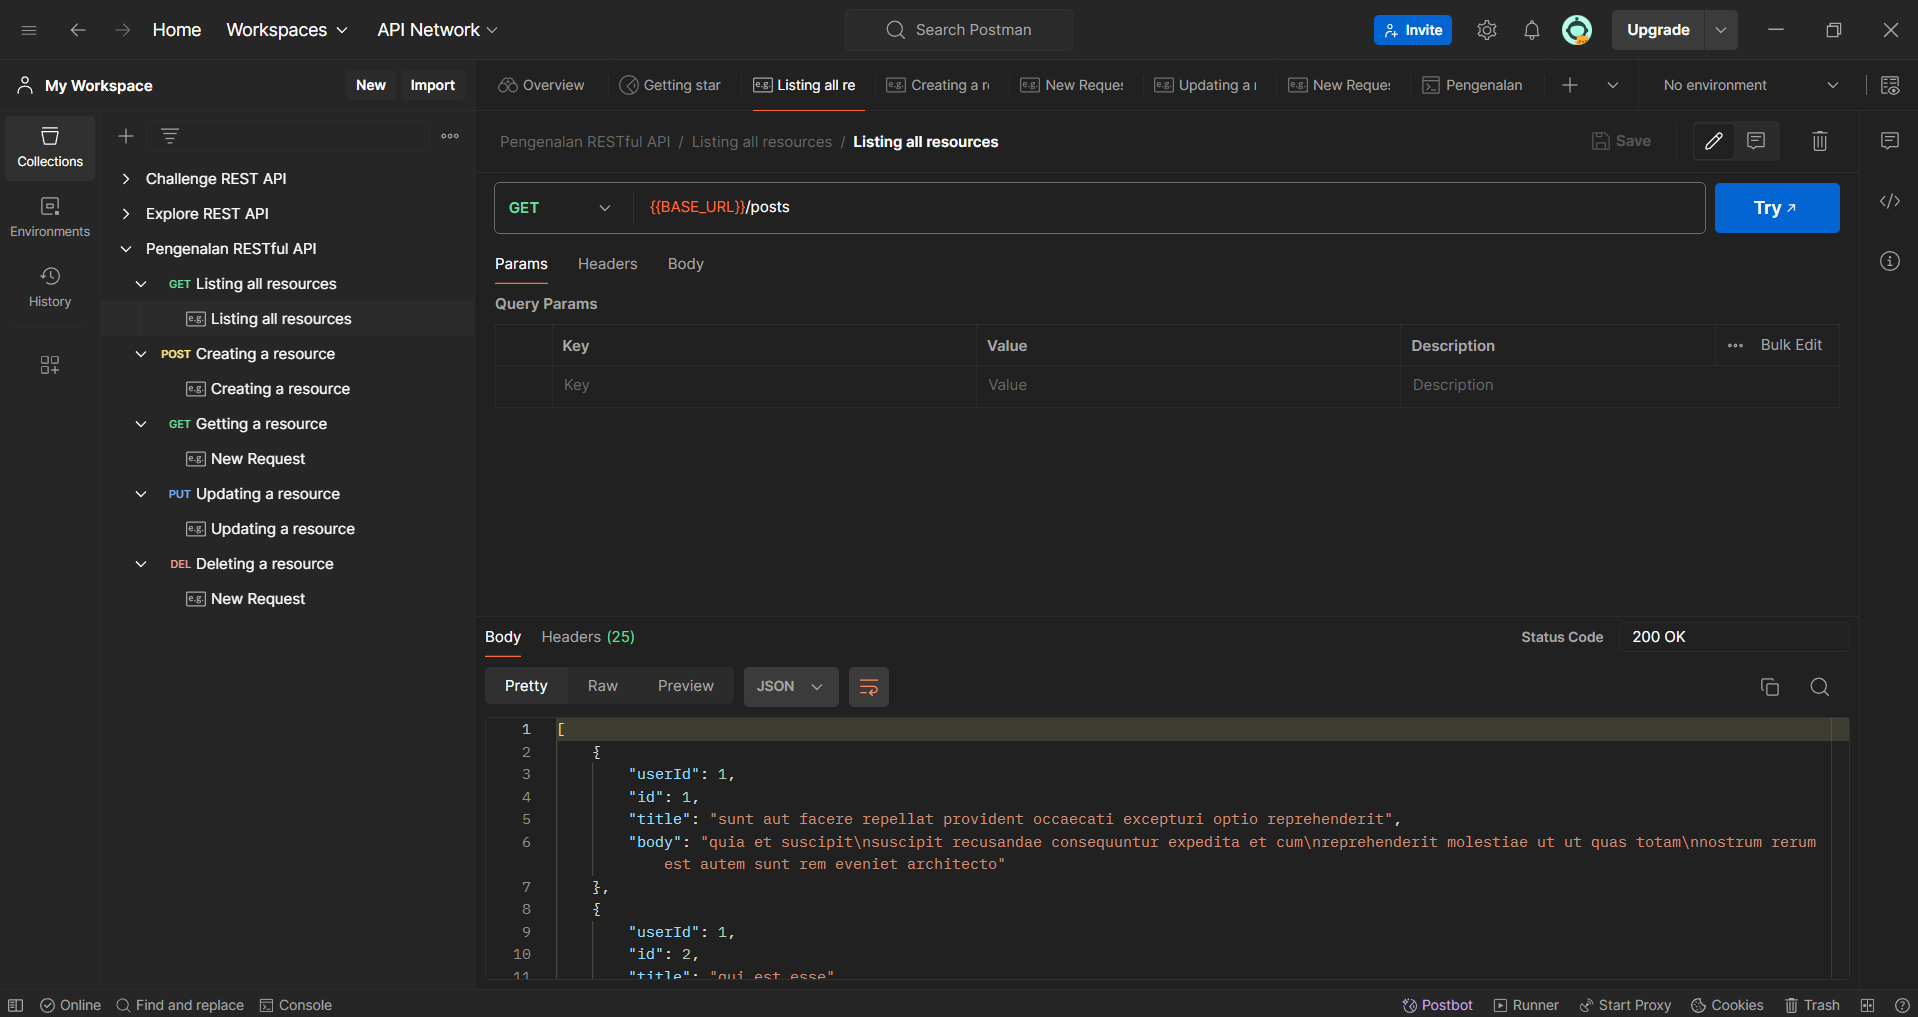 Home Workspaces API Network Search Postman Invite Upgrade
My Workspace New Import Overview Getting star e.g. Listing all re e.g. Creating a re e.g. New Reques e.g. Updating a e.g. New Reques Pengenalan No environment
Collections
Environments
History
Challenge REST API
Explore REST API
Pengenalan RESTful API
GET Listing all resources
e.g. Listing all resources
POST Creating a resource
e.g. Creating a resource
GET Getting a resource
e.g. New Request
PUT Updating a resource
e.g. Updating a resource
DEL Deleting a resource
e.g. New Request
Pengenalan RESTful API / Listing all resources / Listing all resources Save
GET {{BASE_URL}}/posts Try
Params Headers Body
Query Params
Key Value Description Bulk Edit
Key Value Description
Body Headers (25) Status Code 200 OK
Pretty Raw Preview JSON
1 [
2 {
3 "userId": 1,
4 "id": 1,
5 "title": "sunt aut facere repellat provident occaecati excepturi optio reprehenderit",
6 "body": "quia et suscipit\nsuscipit recusandae consequuntur expedita et cum\nreprehenderit molestiae ut ut quas totam\nnostrum rerum
est autem sunt rem eveniet architecto"
7 },
8 {
9 "userId": 1,
10 "id": 2,
11 "title": "qui est esse"
Online Find and replace Console Postbot Runner Start Proxy Cookies Trash